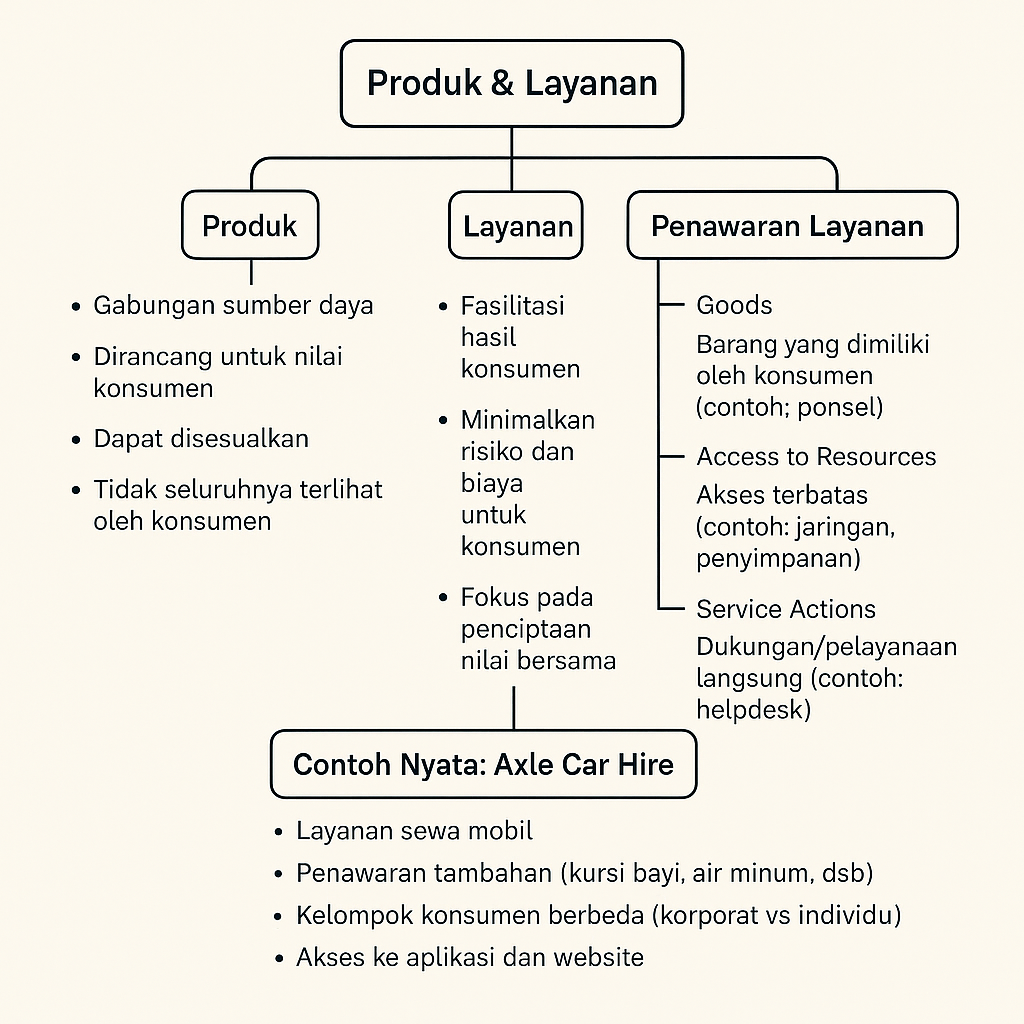 Produk & Layanan
Produk
• Gabungan sumber daya
• Dirancang untuk nilai
konsumen
• Dapat disesualkan
• Tidak seluruhnya terlihat
oleh konsumen
Layanan
• Fasilitasi
hasil
konsumen
• Minimalkan
risiko dan
biaya
untuk
konsumen
• Fokus pada
penciptaan
nilai bersama
Penawaran Layanan
Goods
Barang yang dimiliki
oleh konsumen
(contoh; ponsel)
Access to Resources
Akses terbatas
(contoh: jaringan,
penyimpanan)
Service Actions
Dukungan/pelayanaan
langsung (contoh:
helpdesk)
Contoh Nyata: Axle Car Hire
• Layanan sewa mobil
• Penawaran tambahan (kursi bayi, air minum, dsb)
• Kelompok konsumen berbeda (korporat vs individu)
• Akses ke aplikasi dan website